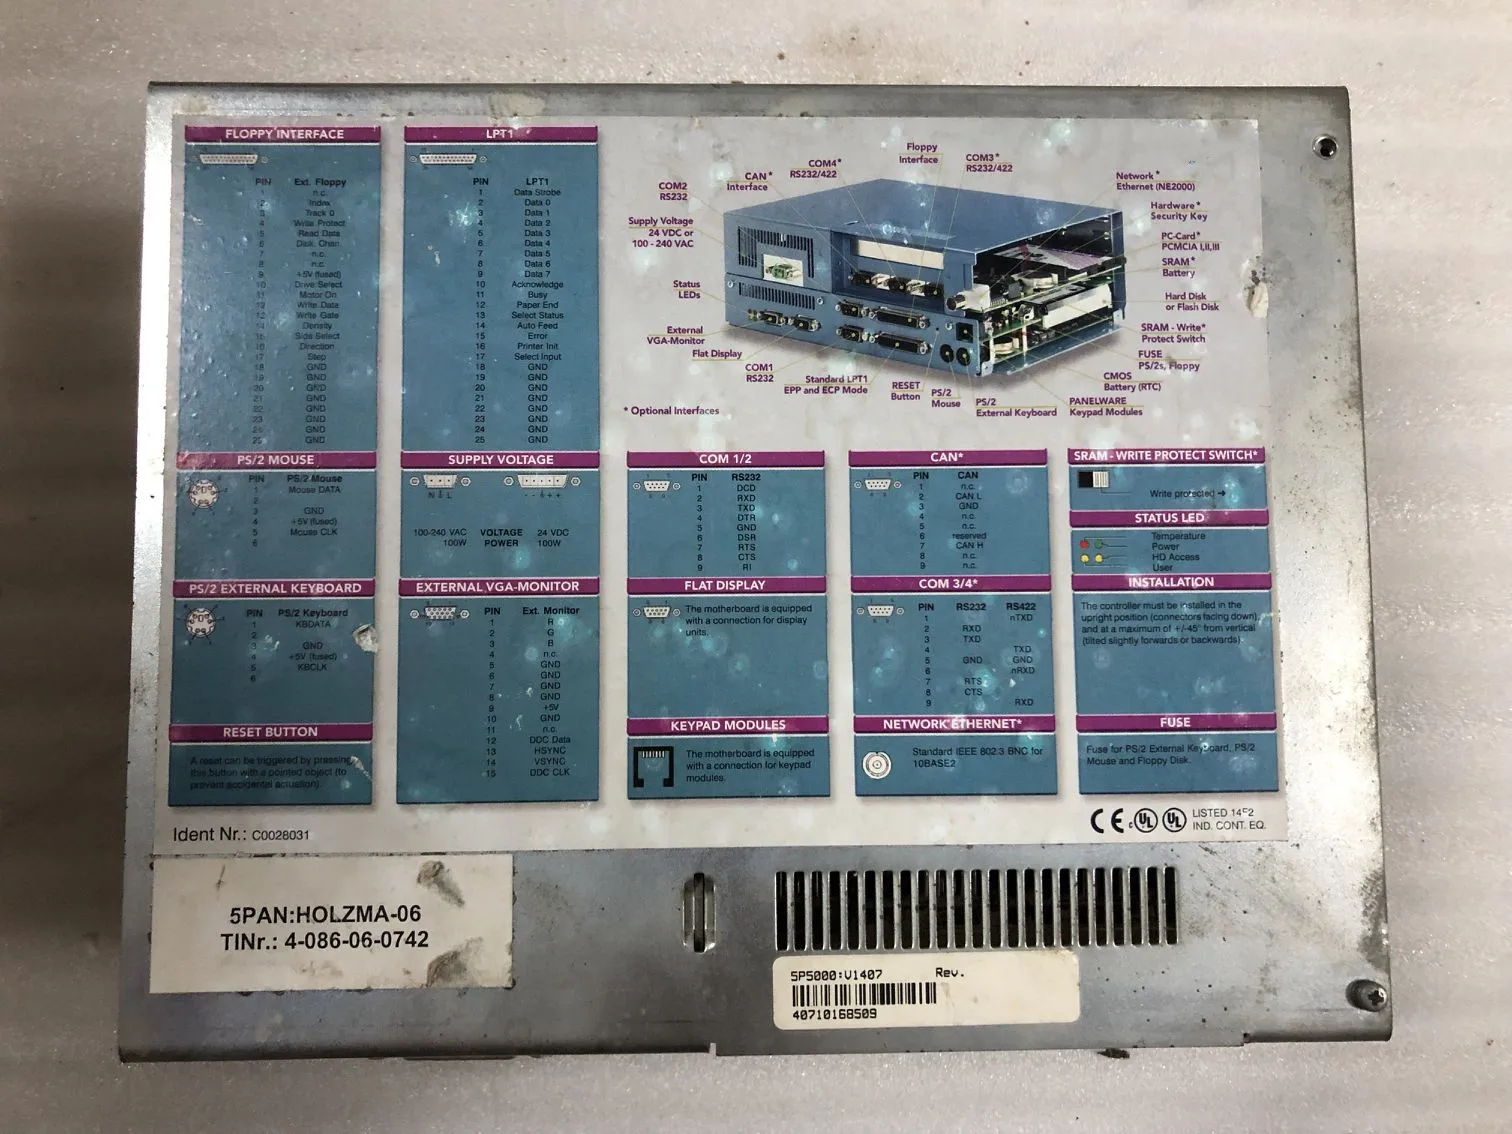 FLOPPY INTERFACE
PIN Ext. Floppy
1 n.c.
2 Index
3 Track 0
4 Write Protect
5 Read Data
6 Disk. Chan.
7 n.c.
8 n.c.
9 +5V (fused)
10 Drive Select
11 Motor On
12 Write Data
13 Write Gate
14 Density
15 Side Select
16 Direction
17 Step
18 GND
19 GND
20 GND
21 GND
22 GND
23 GND
24 GND
25 GND
LPT1
PIN LPT1
1 Data Strobe
2 Data 0
3 Data 1
4 Data 2
5 Data 3
6 Data 4
7 Data 5
8 Data 6
9 Data 7
10 Acknowledge
11 Busy
12 Paper End
13 Select Status
14 Auto Feed
15 Error
16 Printer Init
17 Select Input
18 GND
19 GND
20 GND
21 GND
22 GND
23 GND
24 GND
25 GND
Floppy
Interface
COM4*
RS232/422
COM3*
RS232/422
CAN*
Interface
COM2
RS232
Supply Voltage
24 VDC or
100 - 240 VAC
Status
LEDs
External
VGA-Monitor
Flat Display
COM1
RS232
Standard LPT1
EPP and ECP Mode
RESET
Button
PS/2
Mouse
PS/2
External Keyboard
PANELWARE
Keypad Modules
CMOS
Battery (RTC)
FUSE
PS/2s, Floppy
SRAM - Write*
Protect Switch
Hard Disk
or Flash Disk
SRAM*
Battery
PC-Card*
PCMCIA I,II,III
Hardware*
Security Key
Network*
Ethernet (NE2000)
* Optional Interfaces
PS/2 MOUSE
PIN PS/2 Mouse
1 Mouse DATA
2
3 GND
4 +5V (fused)
5 Mouse CLK
6
SUPPLY VOLTAGE
N L
- - + +
100-240 VAC VOLTAGE 24 VDC
100W POWER 100W
COM 1/2
PIN RS232
1 DCD
2 RXD
3 TXD
4 DTR
5 GND
6 DSR
7 RTS
8 CTS
9 RI
CAN*
PIN CAN
1 n.c.
2 CAN L
3 GND
4 n.c.
5 n.c.
6 reserved
7 CAN H
8 n.c.
9 n.c.
SRAM - WRITE PROTECT SWITCH*
Write protected →
STATUS LED
Temperature
Power
HD Access
User
PS/2 EXTERNAL KEYBOARD
PIN PS/2 Keyboard
1 KBDATA
2
3 GND
4 +5V (fused)
5 KBCLK
6
EXTERNAL VGA-MONITOR
PIN Ext. Monitor
1 R
2 G
3 B
4 n.c.
5 GND
6 GND
7 GND
8 GND
9 +5V
10 GND
11 n.c.
12 DDC Data
13 HSYNC
14 VSYNC
15 DDC CLK
FLAT DISPLAY
The motherboard is equipped
with a connection for display
units.
COM 3/4*
PIN RS232 RS422
1 nTXD
2 RXD
3 TXD
4 TXD
5 GND GND
6 nRXD
7 RTS
8 CTS
9 RXD
INSTALLATION
The controller must be installed in the
upright position (connectors facing down),
and at a maximum of +/-45° from vertical
(tilted slightly forwards or backwards).
RESET BUTTON
A reset can be triggered by pressing
this button with a pointed object (to
prevent accidental actuation).
KEYPAD MODULES
The motherboard is equipped
with a connection for keypad
modules.
NETWORK ETHERNET*
Standard IEEE 802.3 BNC for
10BASE2
FUSE
Fuse for PS/2 External Keyboard, PS/2
Mouse and Floppy Disk.
Ident Nr.: C0028031
CE c UL UL LISTED 14 2
IND. CONT. EQ.
5PAN:HOLZMA-06
TINr.: 4-086-06-0742
5P5000:V1407 Rev.
40710168509